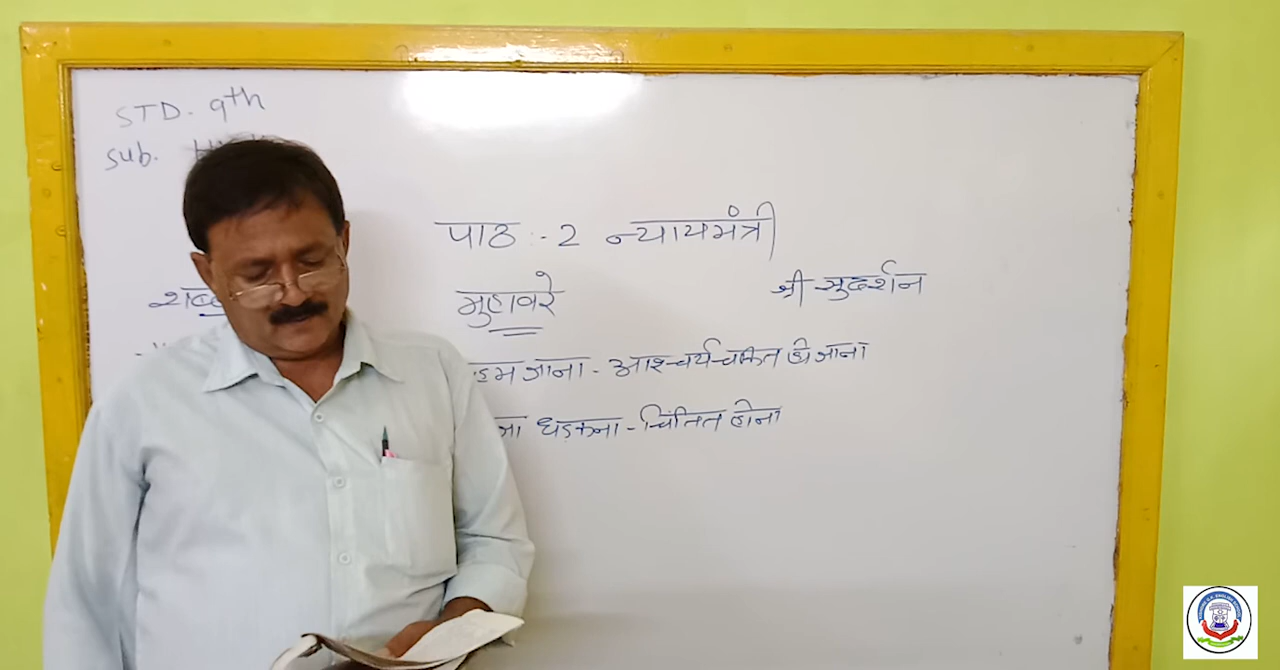 STD. 9th
Sub.
पाठ :- 2 न्यायमंत्री
मुहावरे
श्री सुदर्शन
जाना - आश्चर्यचकित हो जाना
धड़कना - चिंतित होना